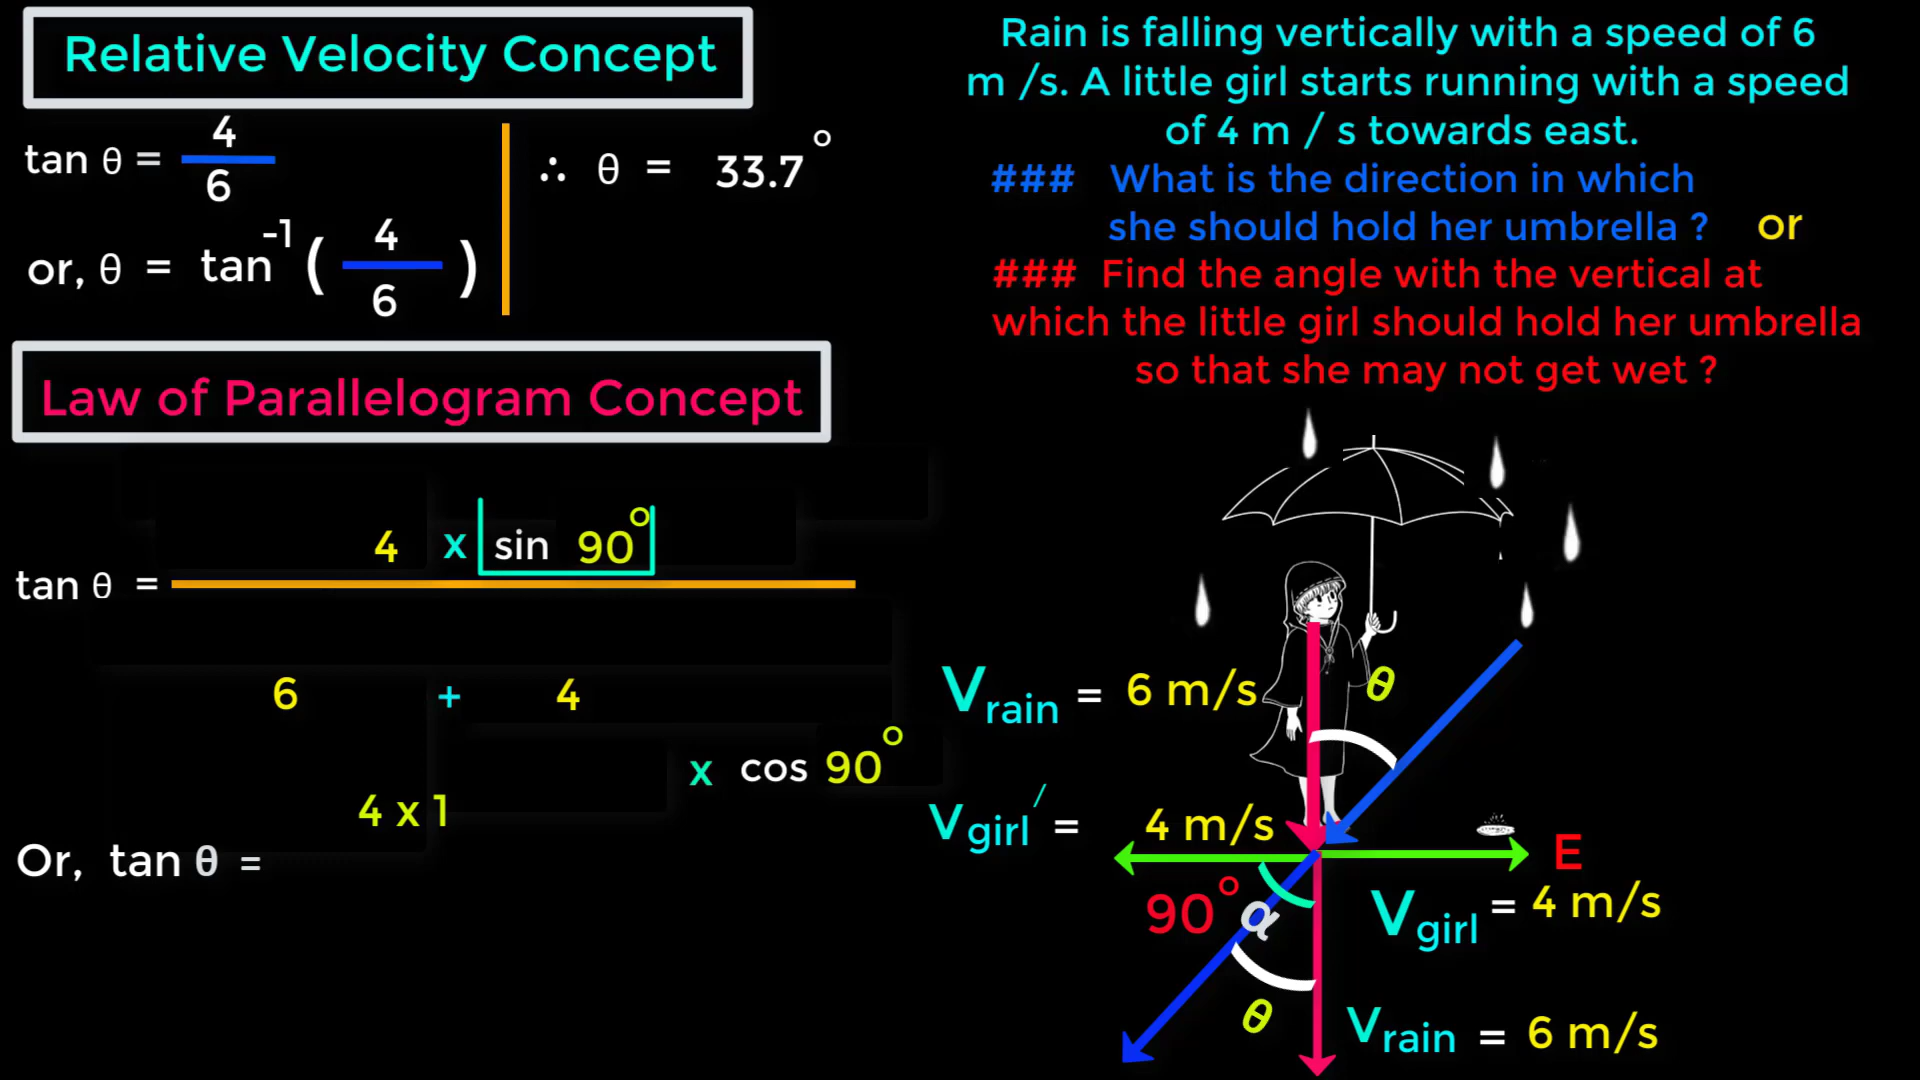 Relative Velocity Concept
tan θ = 4
6
∴ θ = 33.7°
or, θ = tan⁻¹ ( 4
6 )
Law of Parallelogram Concept
4 x sin 90°
tan θ =
6 + 4
x cos 90°
4 x 1
Or, tan θ =
Rain is falling vertically with a speed of 6
m /s. A little girl starts running with a speed
of 4 m / s towards east.
### What is the direction in which
she should hold her umbrella ? or
### Find the angle with the vertical at
which the little girl should hold her umbrella
so that she may not get wet ?
Vrain = 6 m/s
θ
Vgirl/ = 4 m/s
E
90° α
Vgirl = 4 m/s
θ
Vrain = 6 m/s